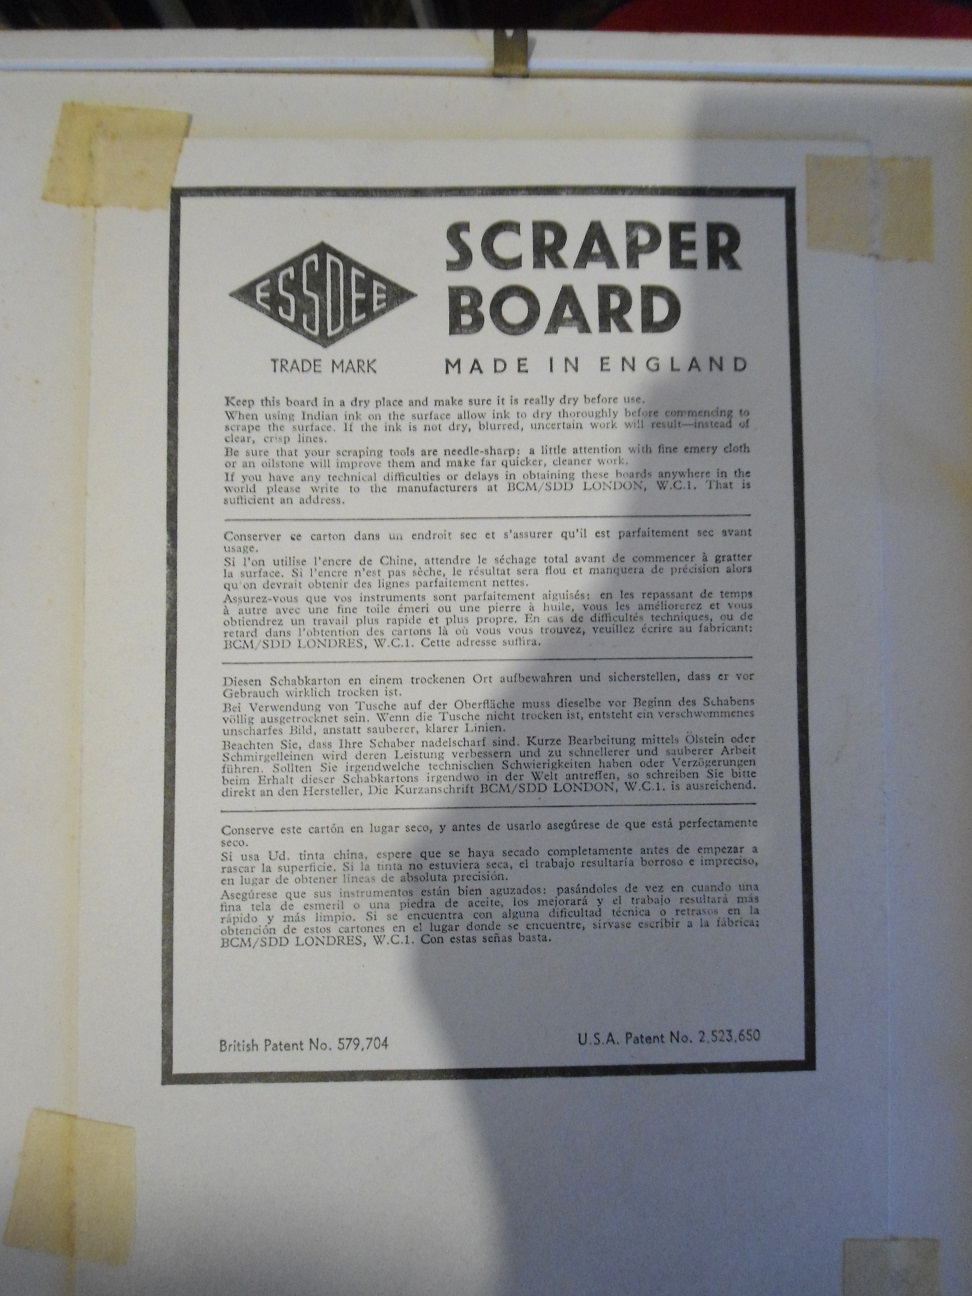 ESSDEE
TRADE MARK
SCRAPER
BOARD
MADE IN ENGLAND
Keep this board in a dry place and make sure it is really dry before use.
When using Indian ink on the surface allow ink to dry thoroughly before commencing to
scrape the surface. If the ink is not dry, blurred, uncertain work will result—instead of
clear, crisp lines.
Be sure that your scraping tools are needle-sharp; a little attention with fine emery cloth
or an oilstone will improve them and make far quicker, cleaner work.
If you have any technical difficulties or delays in obtaining these boards anywhere in the
world please write to the manufacturers at BCM/SDD LONDON, W.C.1. That is
sufficient an address.
Conserver ce carton dans un endroit sec et s'assurer qu'il est parfaitement sec avant
usage.
Si l'on utilise l'encre de Chine, attendre le séchage total avant de commencer à gratter
la surface. Si l'encre n'est pas sèche, le résultat sera flou et manquera de précision alors
qu'on devrait obtenir des lignes parfaitement nettes.
Assurez-vous que vos instruments sont parfaitement aiguisés; en les repassant de temps
à autre avec une fine toile émeri ou une pierre à huile, vous les améliorerez et vous
obtiendrez un travail plus rapide et plus propre. En cas de difficultés techniques, ou de
retard dans l'obtention des cartons là où vous vous trouvez, veuillez écrire au fabricant:
BCM/SDD LONDRES, W.C.1. Cette adresse suffira.
Diesen Schabkarton en einem trockenen Ort aufbewahren und sicherstellen, dass er vor
Gebrauch wirklich trocken ist.
Bei Verwendung von Tusche auf der Oberfläche muss dieselbe vor Beginn des Schabens
völlig ausgetrocknet sein. Wenn die Tusche nicht trocken ist, entsteht ein verschwommenes
unscharfes Bild, anstatt sauberer, klarer Linien.
Beachten Sie, dass Ihre Schaber nadelscharf sind. Kurze Bearbeitung mittels Ölstein oder
Schmirgelleinen wird deren Leistung verbessern und zu schnellerer und sauberer Arbeit
führen. Sollten Sie irgendwelche technischen Schwierigkeiten haben oder Verzögerungen
beim Erhalt dieser Schabkartons irgendwo in der Welt antreffen, so schreiben Sie bitte
direkt an den Hersteller, Die Kurzanschrift BCM/SDD LONDON, W.C.1. is ausreichend.
Conserve este cartón en lugar seco, y antes de usarlo asegúrese de que está perfectamente
seco.
Si usa Ud. tinta china, espere que se haya secado completamente antes de empezar a
rascar la superficie. Si la tinta no estuviera seca, el trabajo resultaría borroso e impreciso,
en lugar de obtener líneas de absoluta precisión.
Asegúrese que sus instrumentos están bien aguzados: pasándoles de vez en cuando una
fina tela de esmeril o una piedra de aceite, los mejorará y el trabajo resultará más
rápido y más limpio. Si se encuentra con alguna dificultad técnica o retrasos en la
obtención de estos cartones en el lugar donde se encuentre, sírvase escribir a la fábrica:
BCM/SDD LONDRES, W.C.1. Con estas señas basta.
British Patent No. 579,704
U.S.A. Patent No. 2,523,650